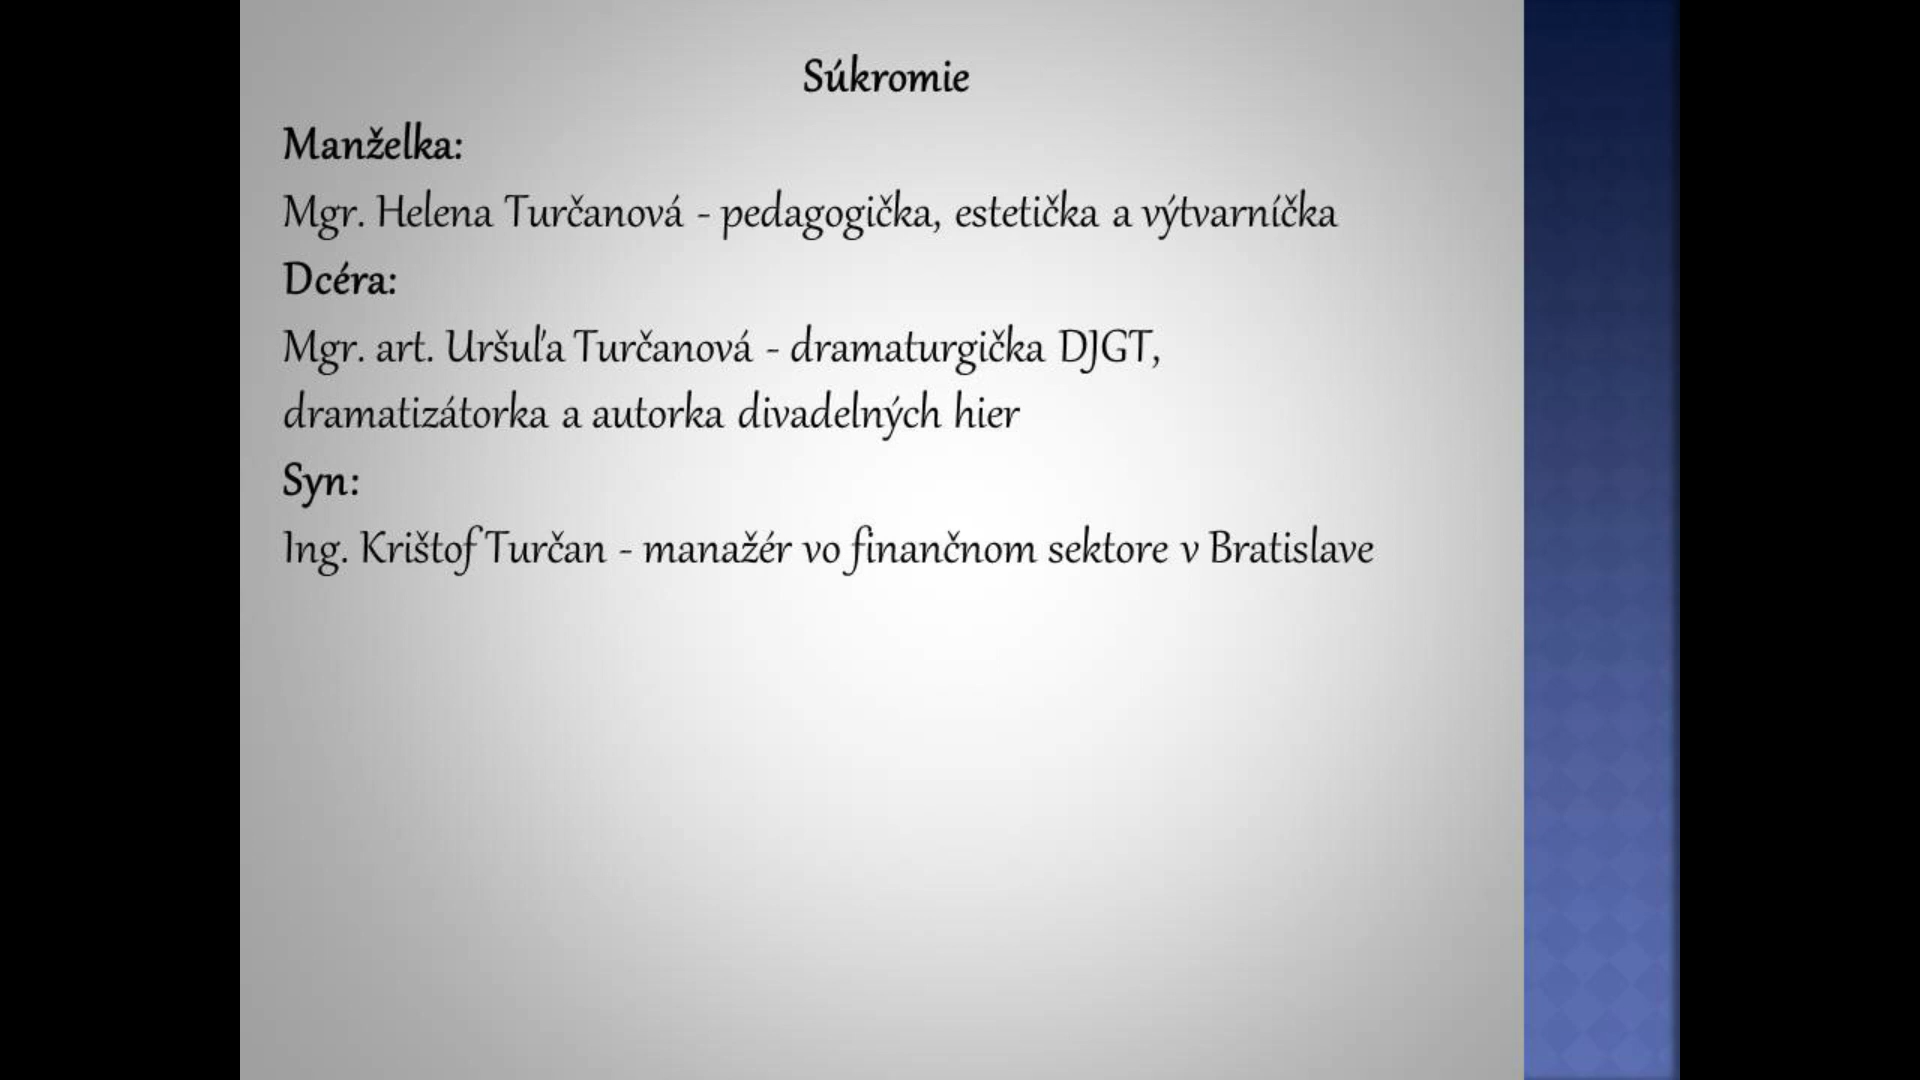 Súkromie
Manželka:
Mgr. Helena Turčanová - pedagogička, estetička a výtvarníčka
Dcéra:
Mgr. art. Uršuľa Turčanová - dramaturgička DJGT,
dramatizátorka a autorka divadelných hier
Syn:
Ing. Krištof Turčan - manažér vo finančnom sektore v Bratislave